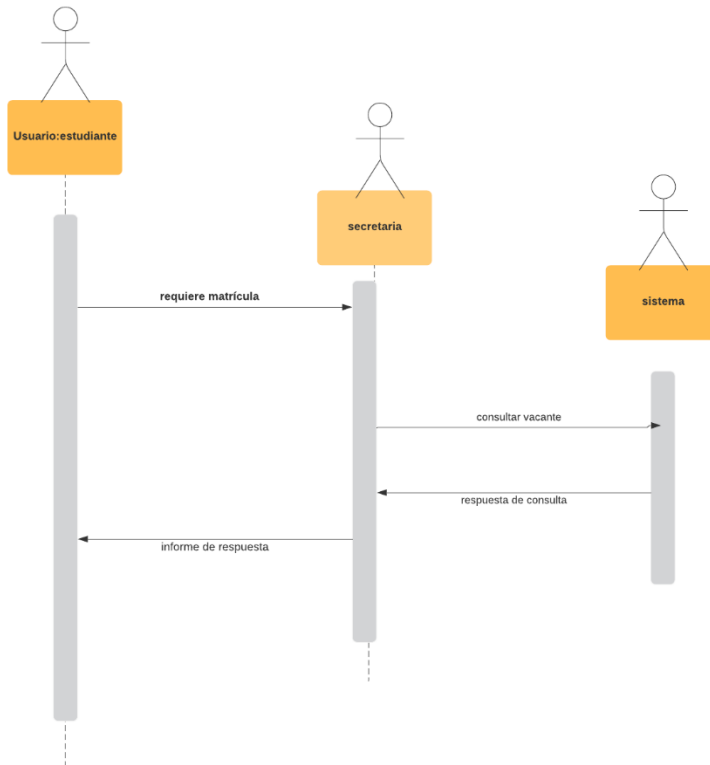 Usuario:estudiante
secretaria
sistema
requiere matrícula
consultar vacante
respuesta de consulta
informe de respuesta